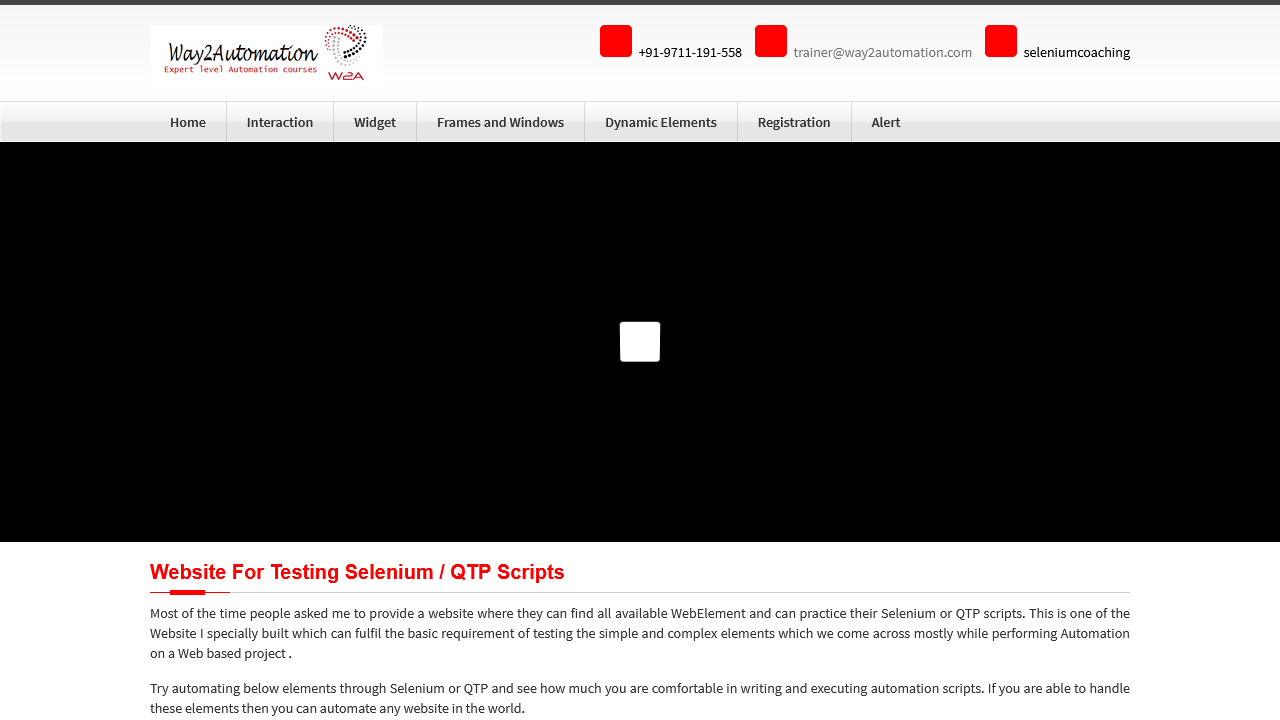 Way2Automation
Expert level Automation courses
W2A
+91-9711-191-558
trainer@way2automation.com
seleniumcoaching
Home
Interaction
Widget
Frames and Windows
Dynamic Elements
Registration
Alert
Website For Testing Selenium / QTP Scripts
Most of the time people asked me to provide a website where they can find all available WebElement and can practice their Selenium or QTP scripts. This is one of the
Website I specially built which can fulfil the basic requirement of testing the simple and complex elements which we come across mostly while performing Automation
on a Web based project .
Try automating below elements through Selenium or QTP and see how much you are comfortable in writing and executing automation scripts. If you are able to handle
these elements then you can automate any website in the world.